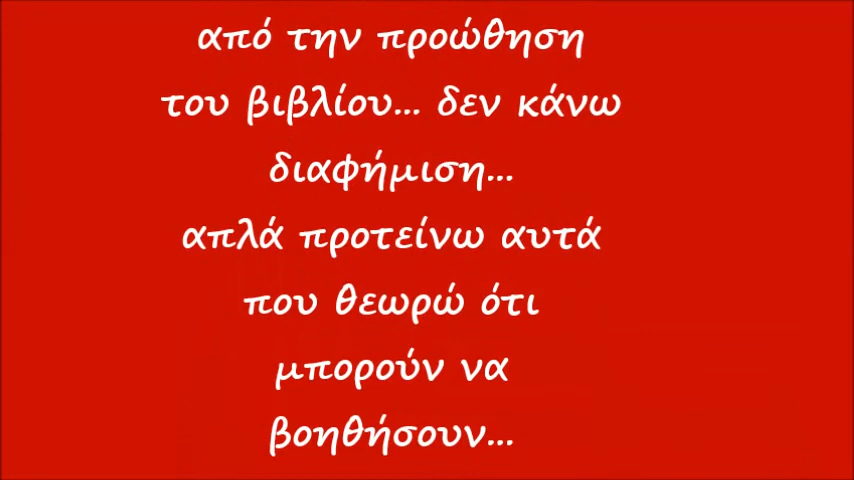 από την προώθηση
του βιβλίου... δεν κάνω
διαφήμιση...
απλά προτείνω αυτά
που θεωρώ ότι
μπορούν να
βοηθήσουν...